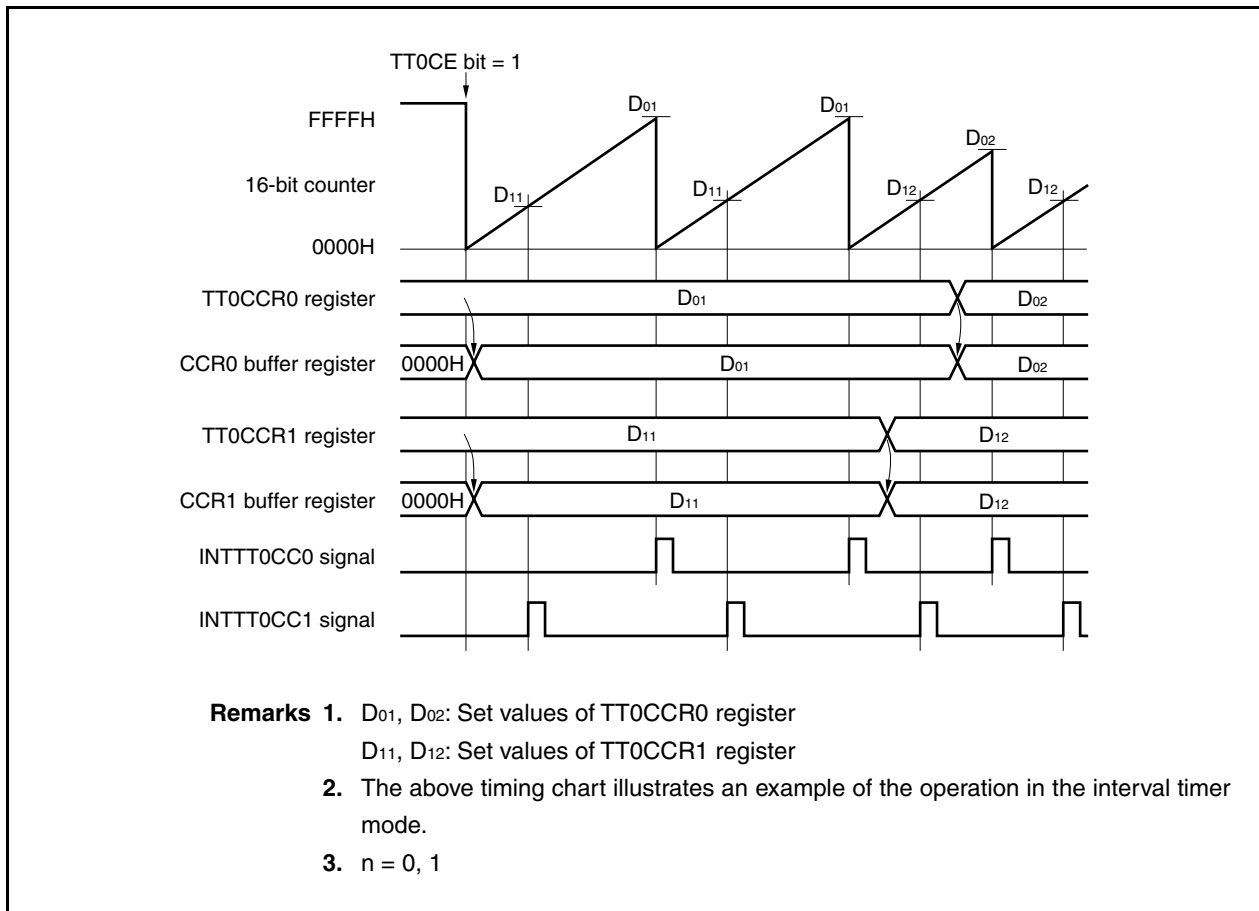 TT0CE bit = 1
D01
D01
FFFFH
D02
16-bit counter
D11
D11
D12
D12
0000H
TT0CCR0 register
D01
D02
CCR0 buffer register
0000H
D01
D02
TT0CCR1 register
D11
D12
CCR1 buffer register
0000H
D11
D12
INTTT0CC0 signal
INTTT0CC1 signal
Remarks 1. D01, D02: Set values of TT0CCR0 register
D11, D12: Set values of TT0CCR1 register
2. The above timing chart illustrates an example of the operation in the interval timer
mode.
3. n = 0, 1